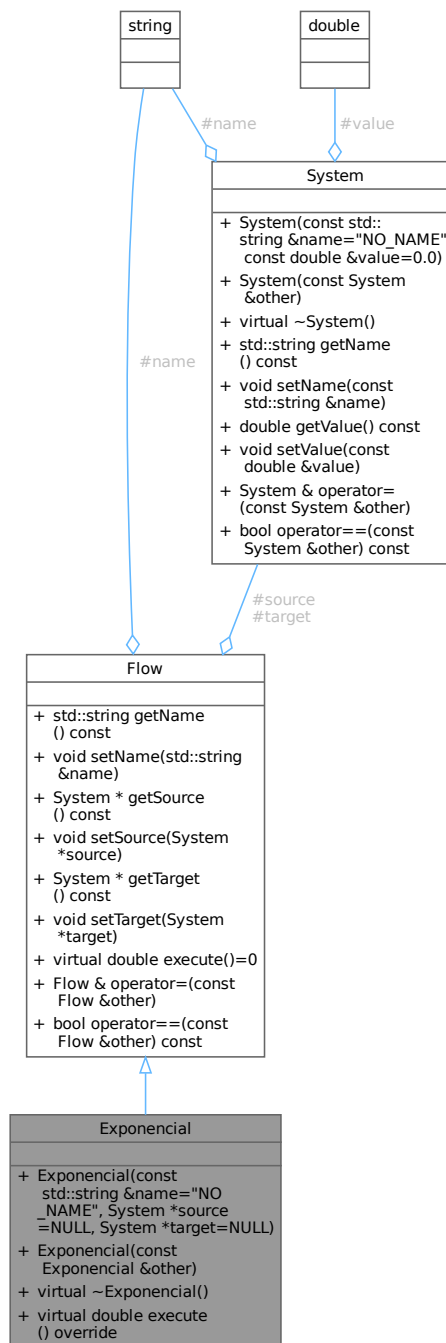 string
double
#name
#value
System
+ System(const std::
string &name="NO_NAME",
const double &value=0.0)
+ System(const System
&other)
+ virtual ~System()
+ std::string getName
() const
+ void setName(const
std::string &name)
+ double getValue() const
+ void setValue(const
double &value)
+ System & operator=
(const System &other)
+ bool operator==(const
System &other) const
#name
#source
#target
Flow
+ std::string getName
() const
+ void setName(std::string
&name)
+ System * getSource
() const
+ void setSource(System
*source)
+ System * getTarget
() const
+ void setTarget(System
*target)
+ virtual double execute()=0
+ Flow & operator=(const
Flow &other)
+ bool operator==(const
Flow &other) const
Exponencial
+ Exponencial(const
std::string &name="NO
_NAME", System *source
=NULL, System *target=NULL)
+ Exponencial(const
Exponencial &other)
+ virtual ~Exponencial()
+ virtual double execute
() override